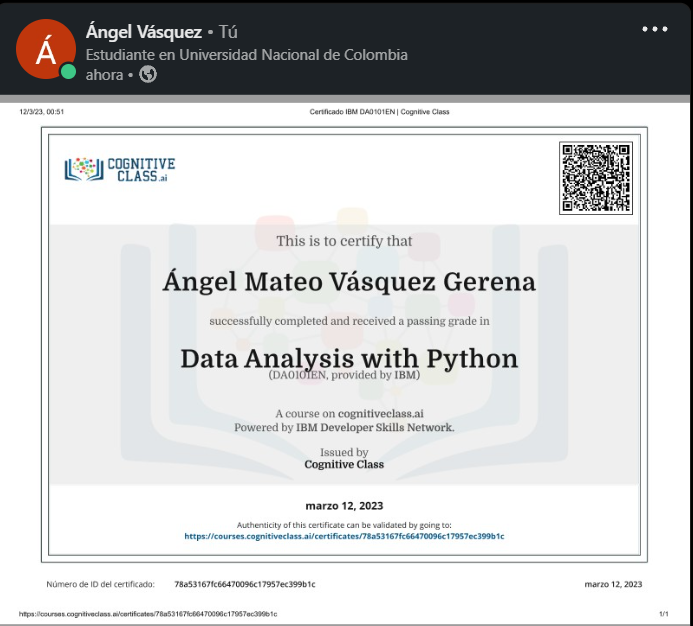 Á
Ángel Vásquez • Tú
Estudiante en Universidad Nacional de Colombia
ahora •
12/3/23, 00:51 Certificado IBM DA0101EN | Cognitive Class
COGNITIVE
CLASS.ai
This is to certify that
Ángel Mateo Vásquez Gerena
successfully completed and received a passing grade in
Data Analysis with Python
(DA0101EN, provided by IBM)
A course on cognitiveclass.ai
Powered by IBM Developer Skills Network.
Issued by
Cognitive Class
marzo 12, 2023
Authenticity of this certificate can be validated by going to:
https://courses.cognitiveclass.ai/certificates/78a53167fc66470096c17957ec399b1c
Número de ID del certificado: 78a53167fc66470096c17957ec399b1c marzo 12, 2023
https://courses.cognitiveclass.ai/certificates/78a53167fc66470096c17957ec399b1c 1/1